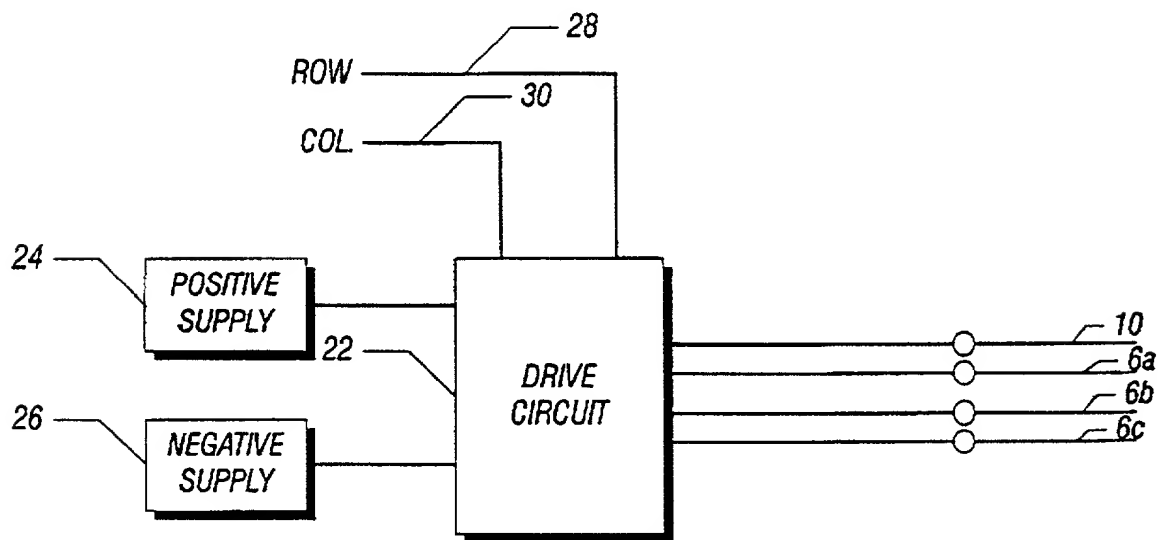 28
ROW
30
COL.
24
POSITIVE
SUPPLY
22
DRIVE
CIRCUIT
10
6a
6b
6c
26
NEGATIVE
SUPPLY